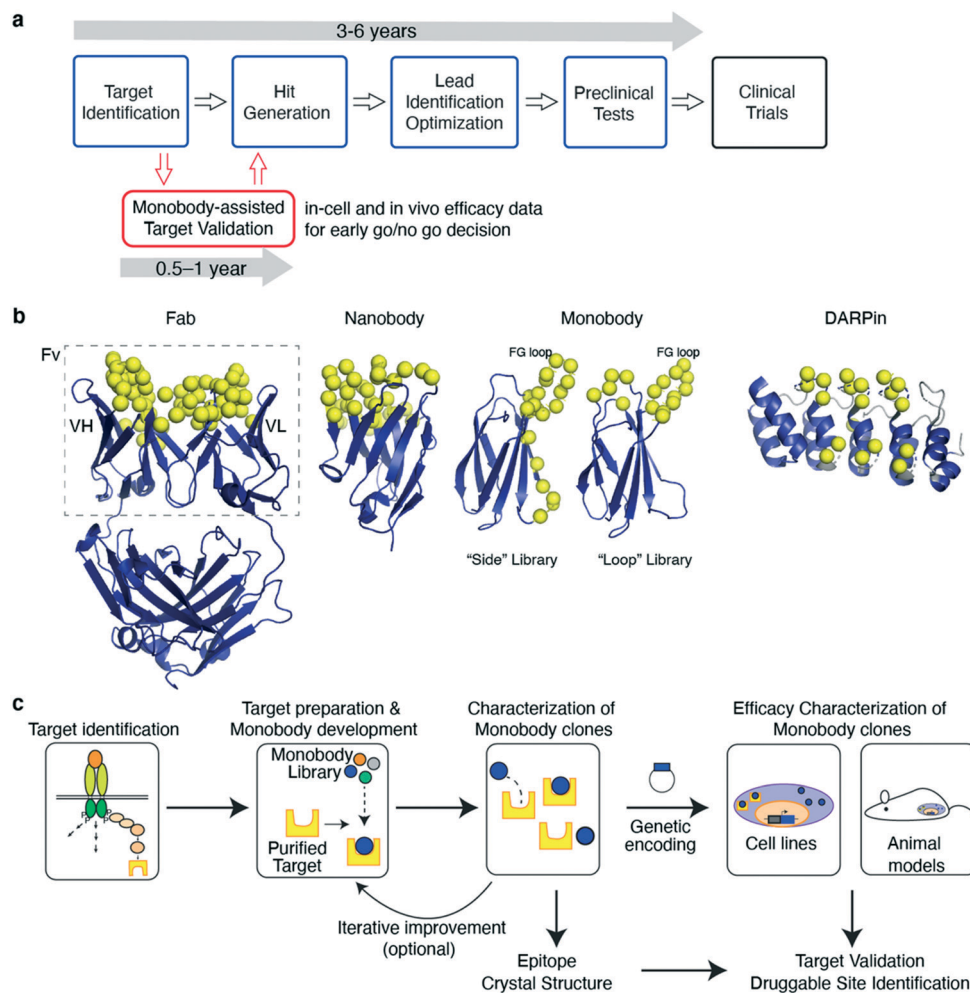 a
3-6 years
Target
Identification
Hit
Generation
Lead
Identification
Optimization
Preclinical
Tests
Clinical
Trials
Monobody-assisted
Target Validation
in-cell and in vivo efficacy data
for early go/no go decision
0.5–1 year
b
Fab
Nanobody
Monobody
DARPin
Fv
FG loop
FG loop
VH
VL
“Side” Library
“Loop” Library
c
Target identification
Target preparation &
Monobody development
Characterization of
Monobody clones
Efficacy Characterization of
Monobody clones
Monobody
Library
P
P
P
P
Purified
Target
Genetic
encoding
Cell lines
Animal
models
Iterative improvement
(optional)
Epitope
Crystal Structure
Target Validation
Druggable Site Identification